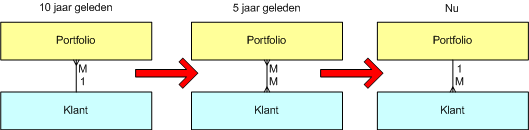 10 jaar geleden
5 jaar geleden
Nu
Portfolio
Portfolio
Portfolio
M
1
M
M
1
M
Klant
Klant
Klant